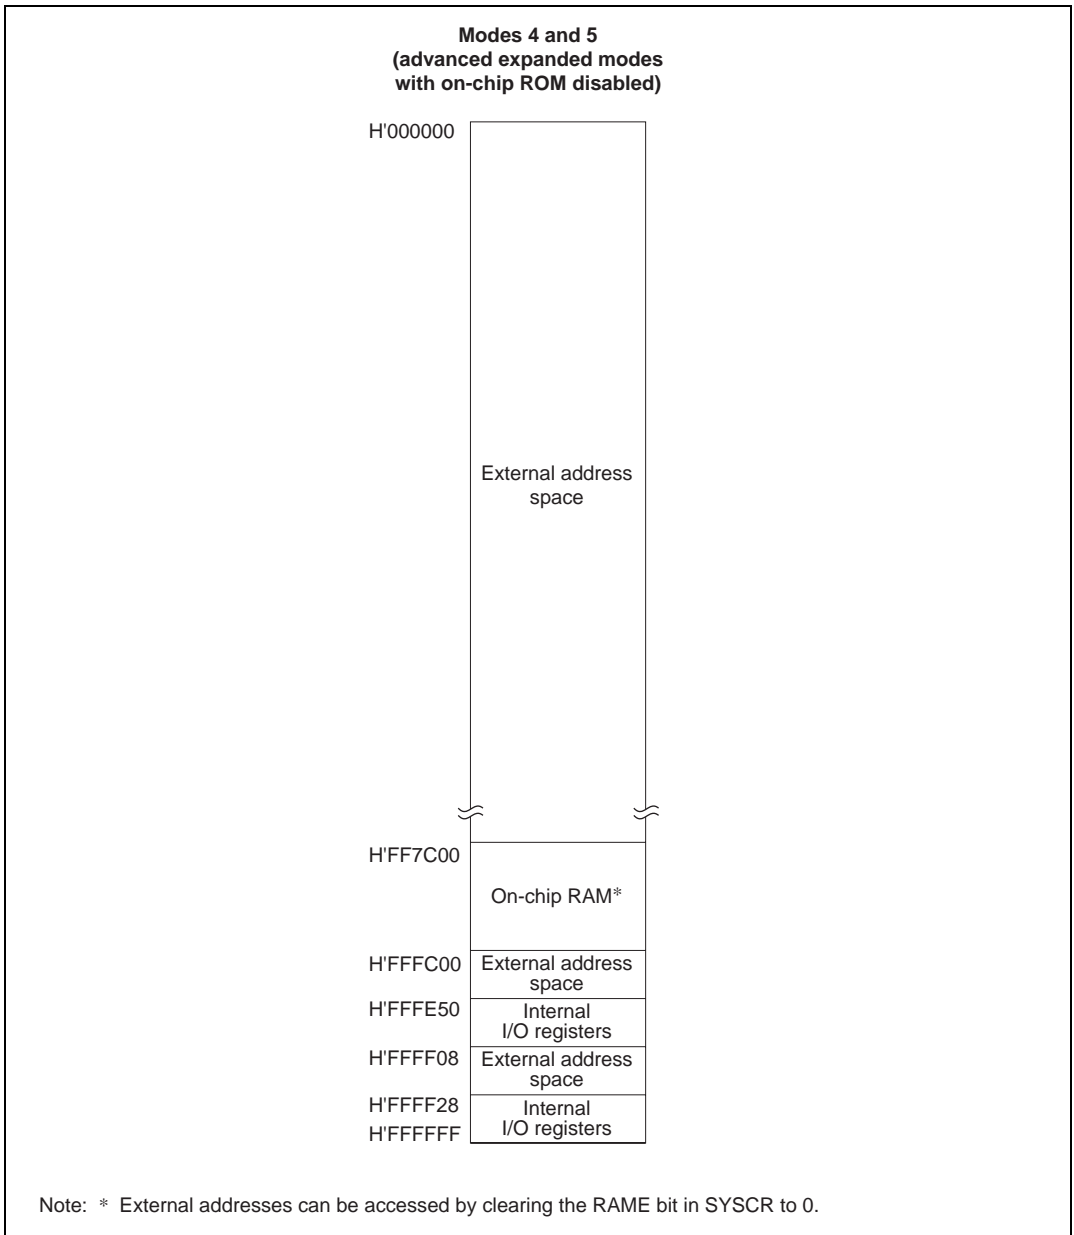 Modes 4 and 5
(advanced expanded modes
with on-chip ROM disabled)
H'000000
External address
space
H'FF7C00
On-chip RAM*
H'FFFC00
External address
space
H'FFFE50
Internal
I/O registers
H'FFFF08
External address
space
H'FFFF28
Internal
I/O registers
H'FFFFFF
Note: * External addresses can be accessed by clearing the RAME bit in SYSCR to 0.